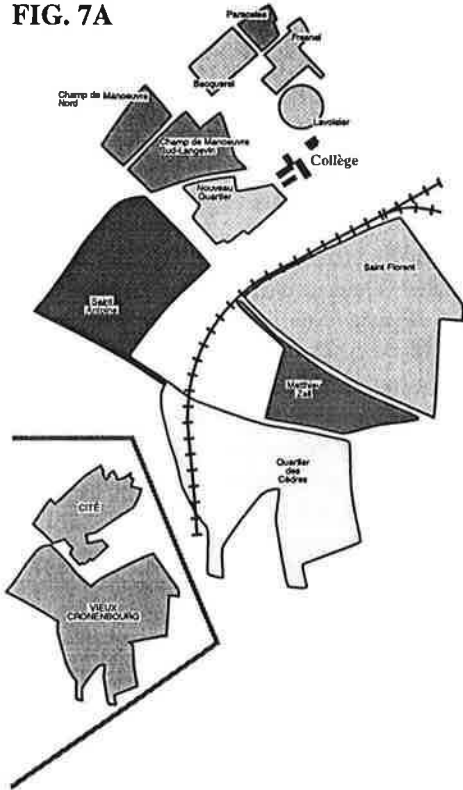 FIG. 7A
Paracelse
Fresnel
Becquerel
Champ de Manoeuvre
Nord
Lavoisier
Champ de Manoeuvre
Sud-Langevin
Collège
Nouveau
Quartier
Saint Florent
Saint
Antoine
Matthieu
Zell
Quartier
des
Cèdres
CITÉ
VIEUX
CRONENBOURG